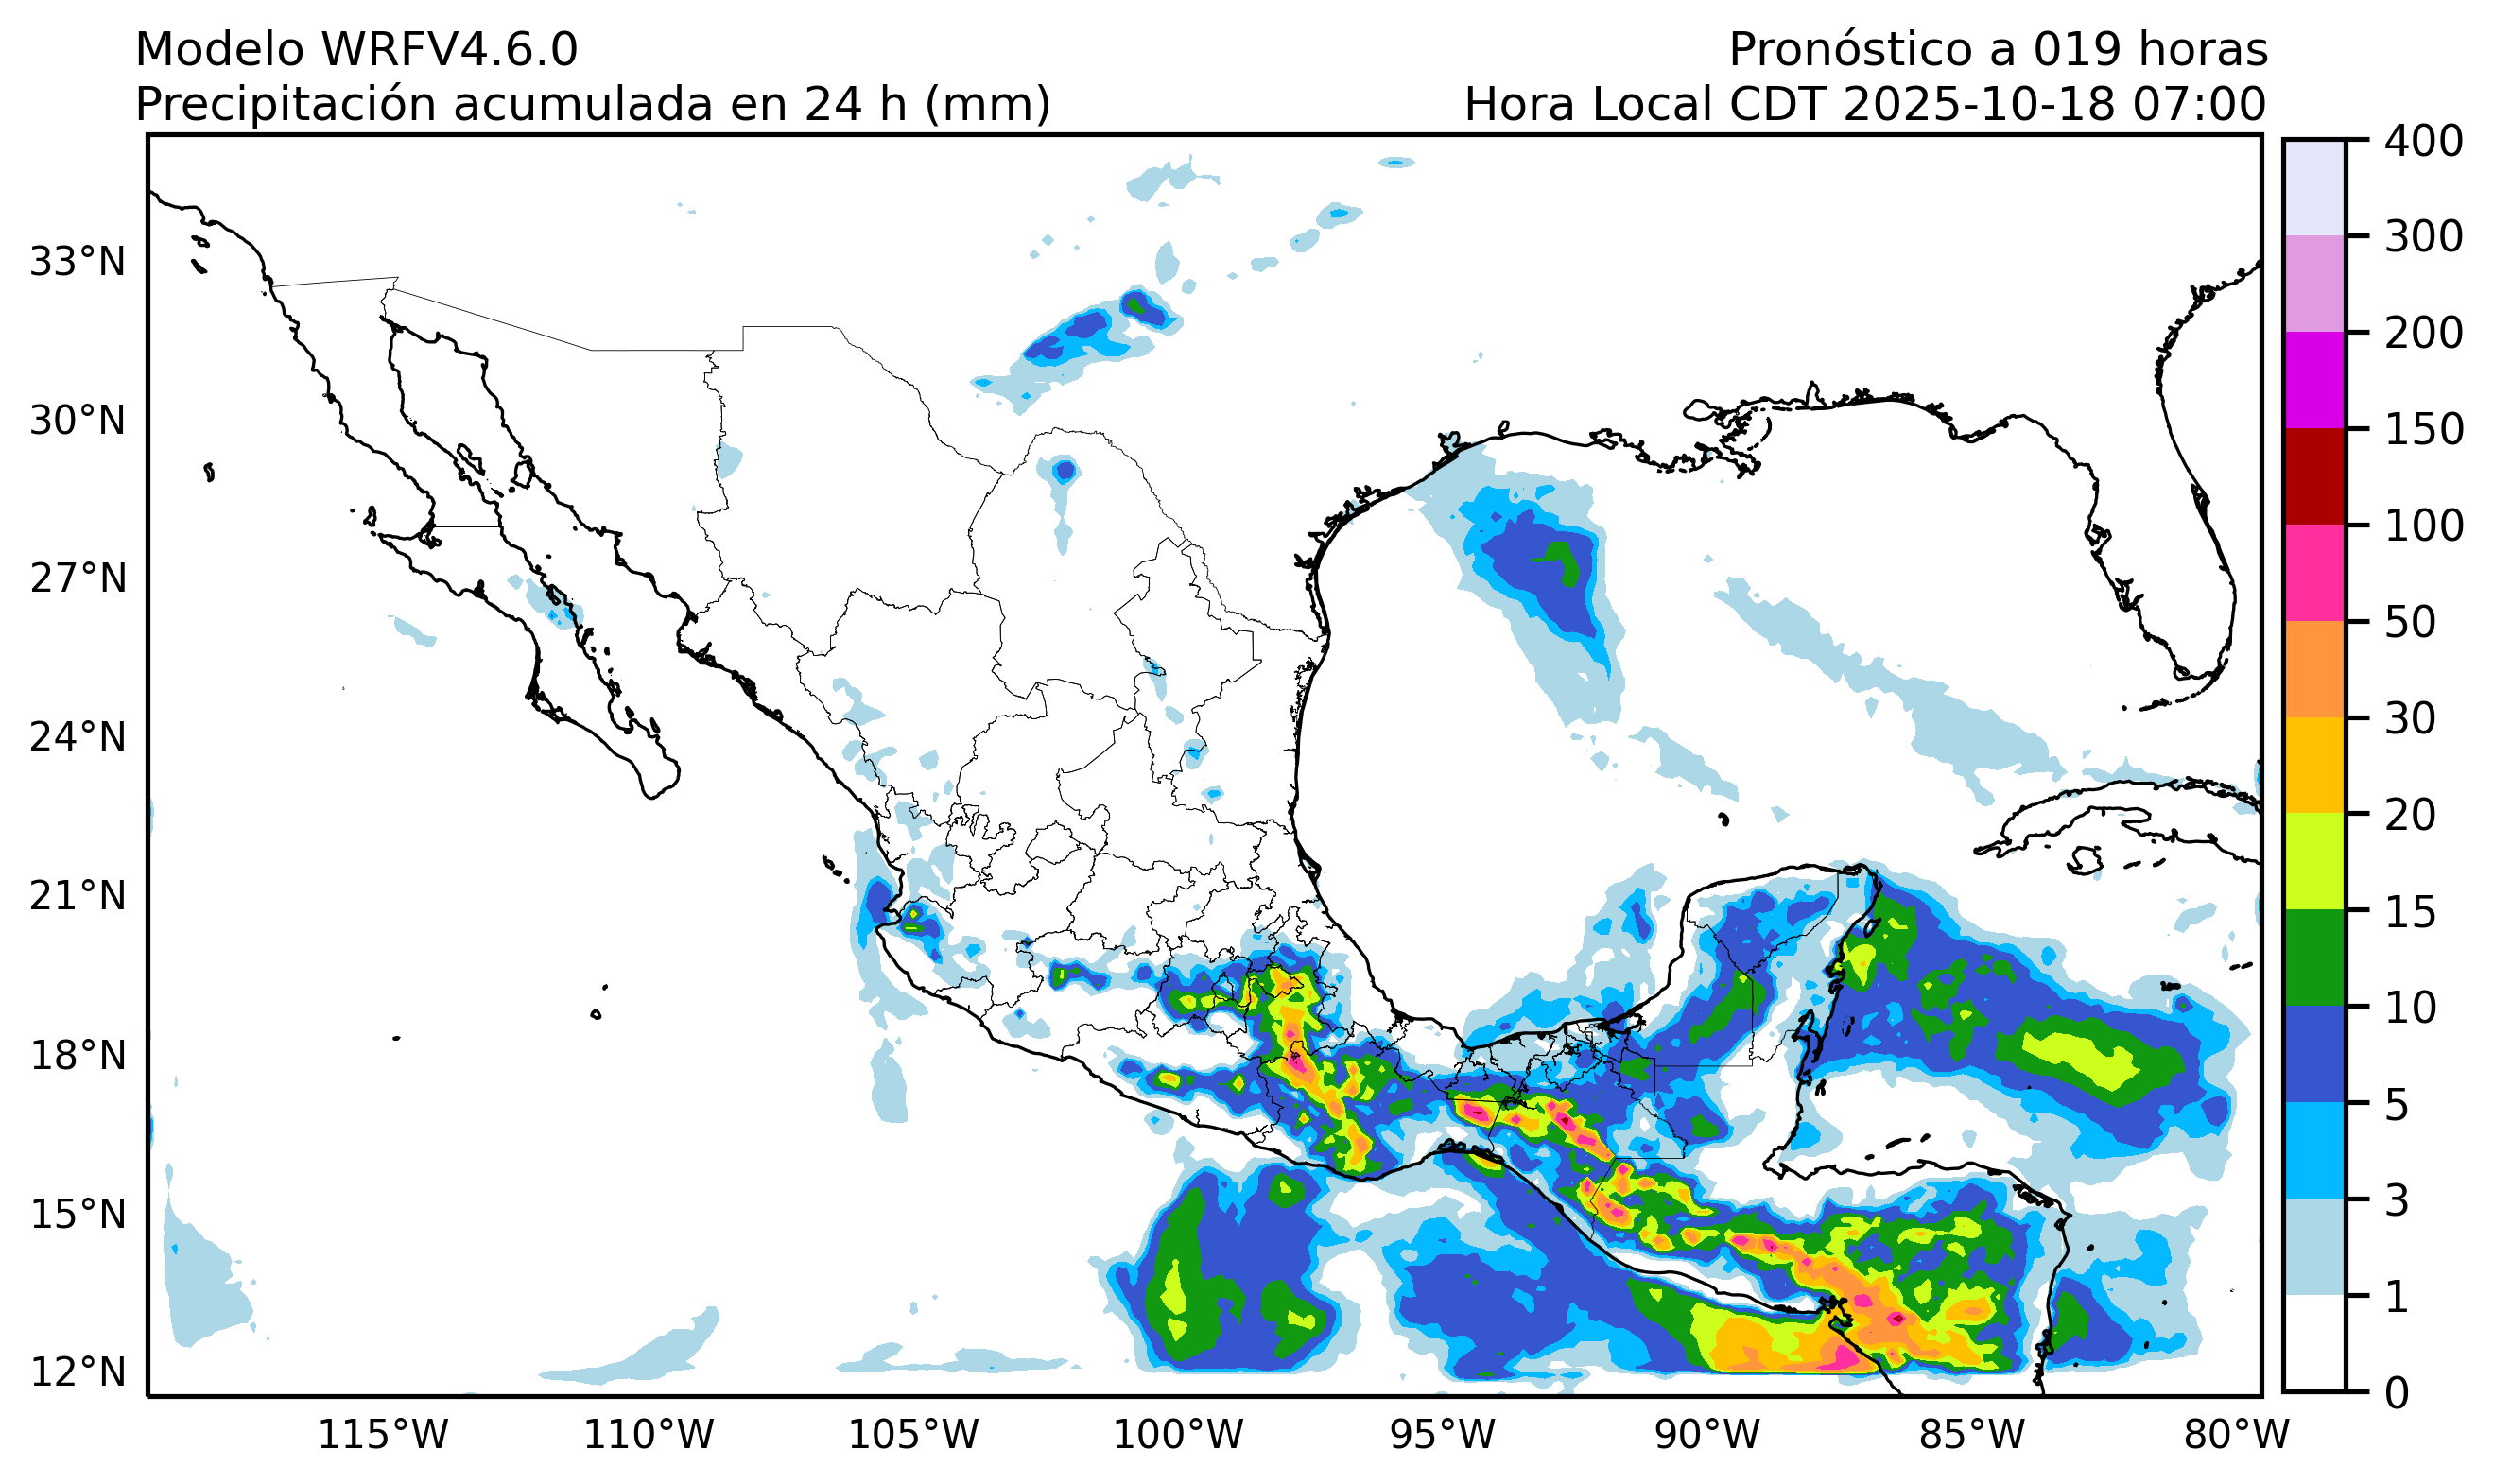 Modelo WRFV4.6.0
Pronóstico a 019 horas
Precipitación acumulada en 24 h (mm)
Hora Local CDT 2025-10-18 07:00
400
300
200
150
100
50
30
20
15
10
5
3
1
0
33°N
30°N
27°N
24°N
21°N
18°N
15°N
12°N
115°W
110°W
105°W
100°W
95°W
90°W
85°W
80°W